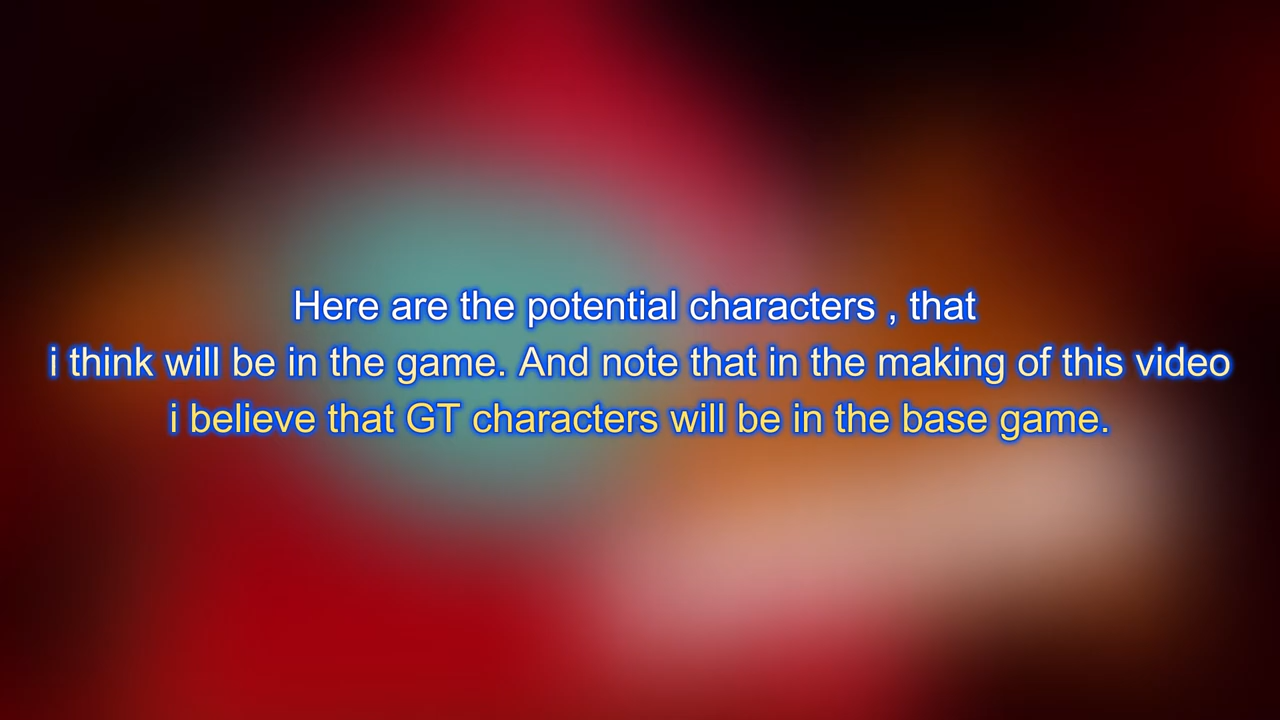 Here are the potential characters , that
i think will be in the game. And note that in the making of this video
i believe that GT characters will be in the base game.